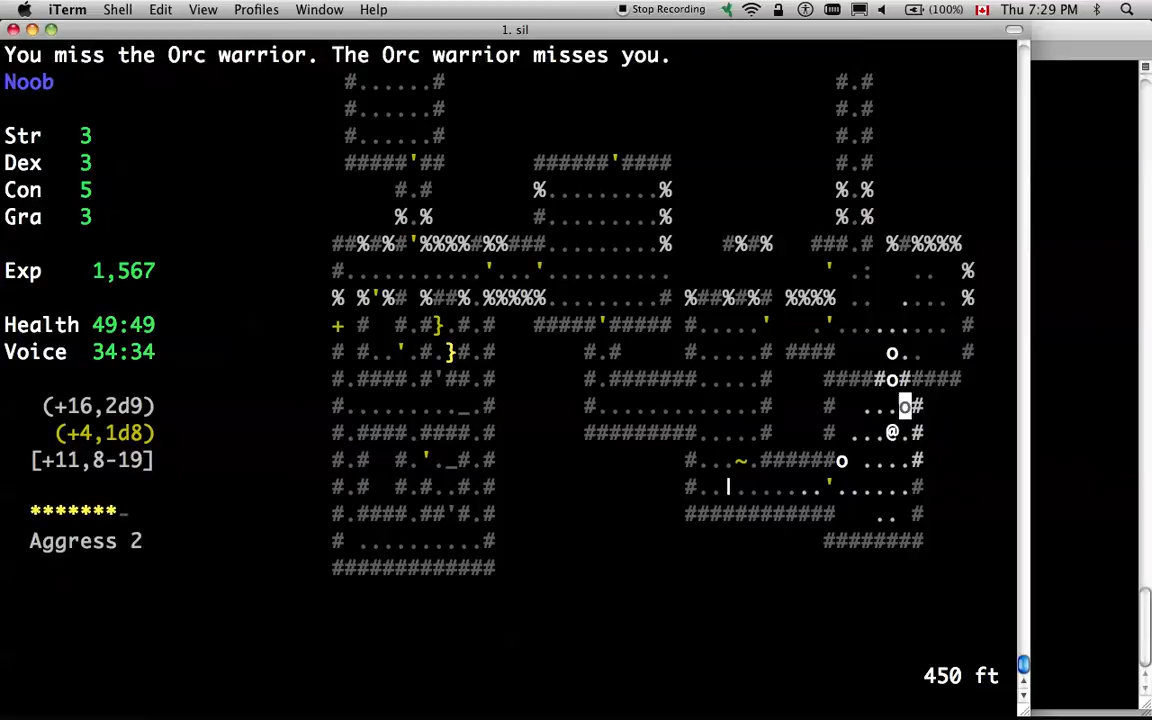 iTerm Shell Edit View Profiles Window Help Stop Recording (100%) Thu 7:29 PM
1. sil
You miss the Orc warrior. The Orc warrior misses you.
Noob #......# #.#
#......# #.#
Str 3 #......# #.#
Dex 3 #####'## ######'#### #.#
Con 5 #.# %.........% %.%
Gra 3 %.% #.........% %.%
##%#%#'%%%%#%%###.........% #%#% ###.# %#%%%%
Exp 1,567 #...........'...'.......... ' : .. %
% %'%# %##%.%%%%%.........# %##%#%# %%%% .. .... %
Health 49:49 + # #.#}.#.# #####'##### #.....' .'......... #
Voice 34:34 # #..'.#.}#.# #.# #.....# #### o.. #
#.####.'##.# #.#######.....# #####o#####
(+16,2d9) #.........._# #.............# # ...o#
(+4,1d8) #.####.####.# #########.....# # ...@.#
[+11,8-19] #.# #.'._#.# #...~.######o ....#
#.# #.##.#.# #..|.......'......#
*******_ #.####.##'#.# ############ .. #
Aggress 2 # ..........# ########
#############
450 ft